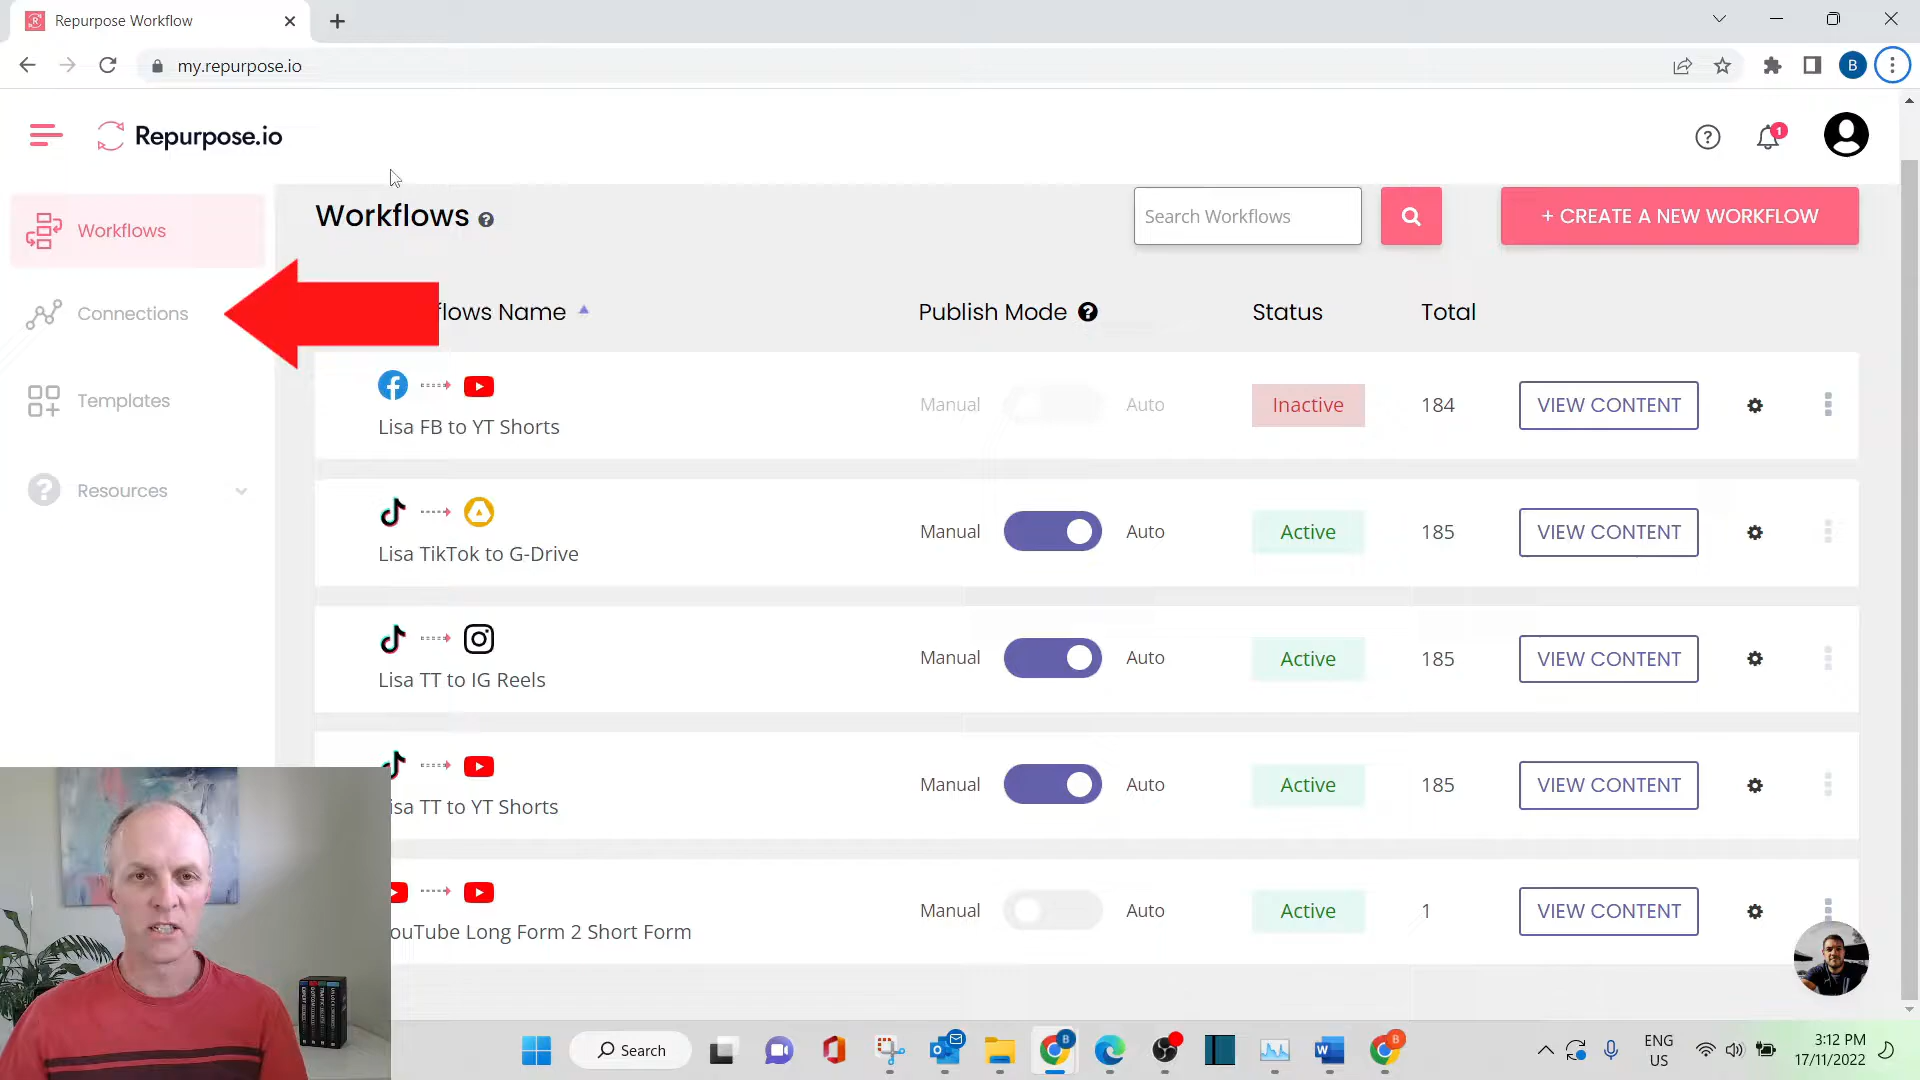 Repurpose Workflow
my.repurpose.io
B
Repurpose.io
1
Workflows
Connections
Templates
Resources
Workflows
Search Workflows
+ CREATE A NEW WORKFLOW
flows Name
Publish Mode
Status
Total
Lisa FB to YT Shorts
Manual
Auto
Inactive
184
VIEW CONTENT
Lisa TikTok to G-Drive
Manual
Auto
Active
185
VIEW CONTENT
Lisa TT to IG Reels
Manual
Auto
Active
185
VIEW CONTENT
isa TT to YT Shorts
Manual
Auto
Active
185
VIEW CONTENT
ouTube Long Form 2 Short Form
Manual
Auto
Active
1
VIEW CONTENT
Search
ENG
US
3:12 PM
17/11/2022